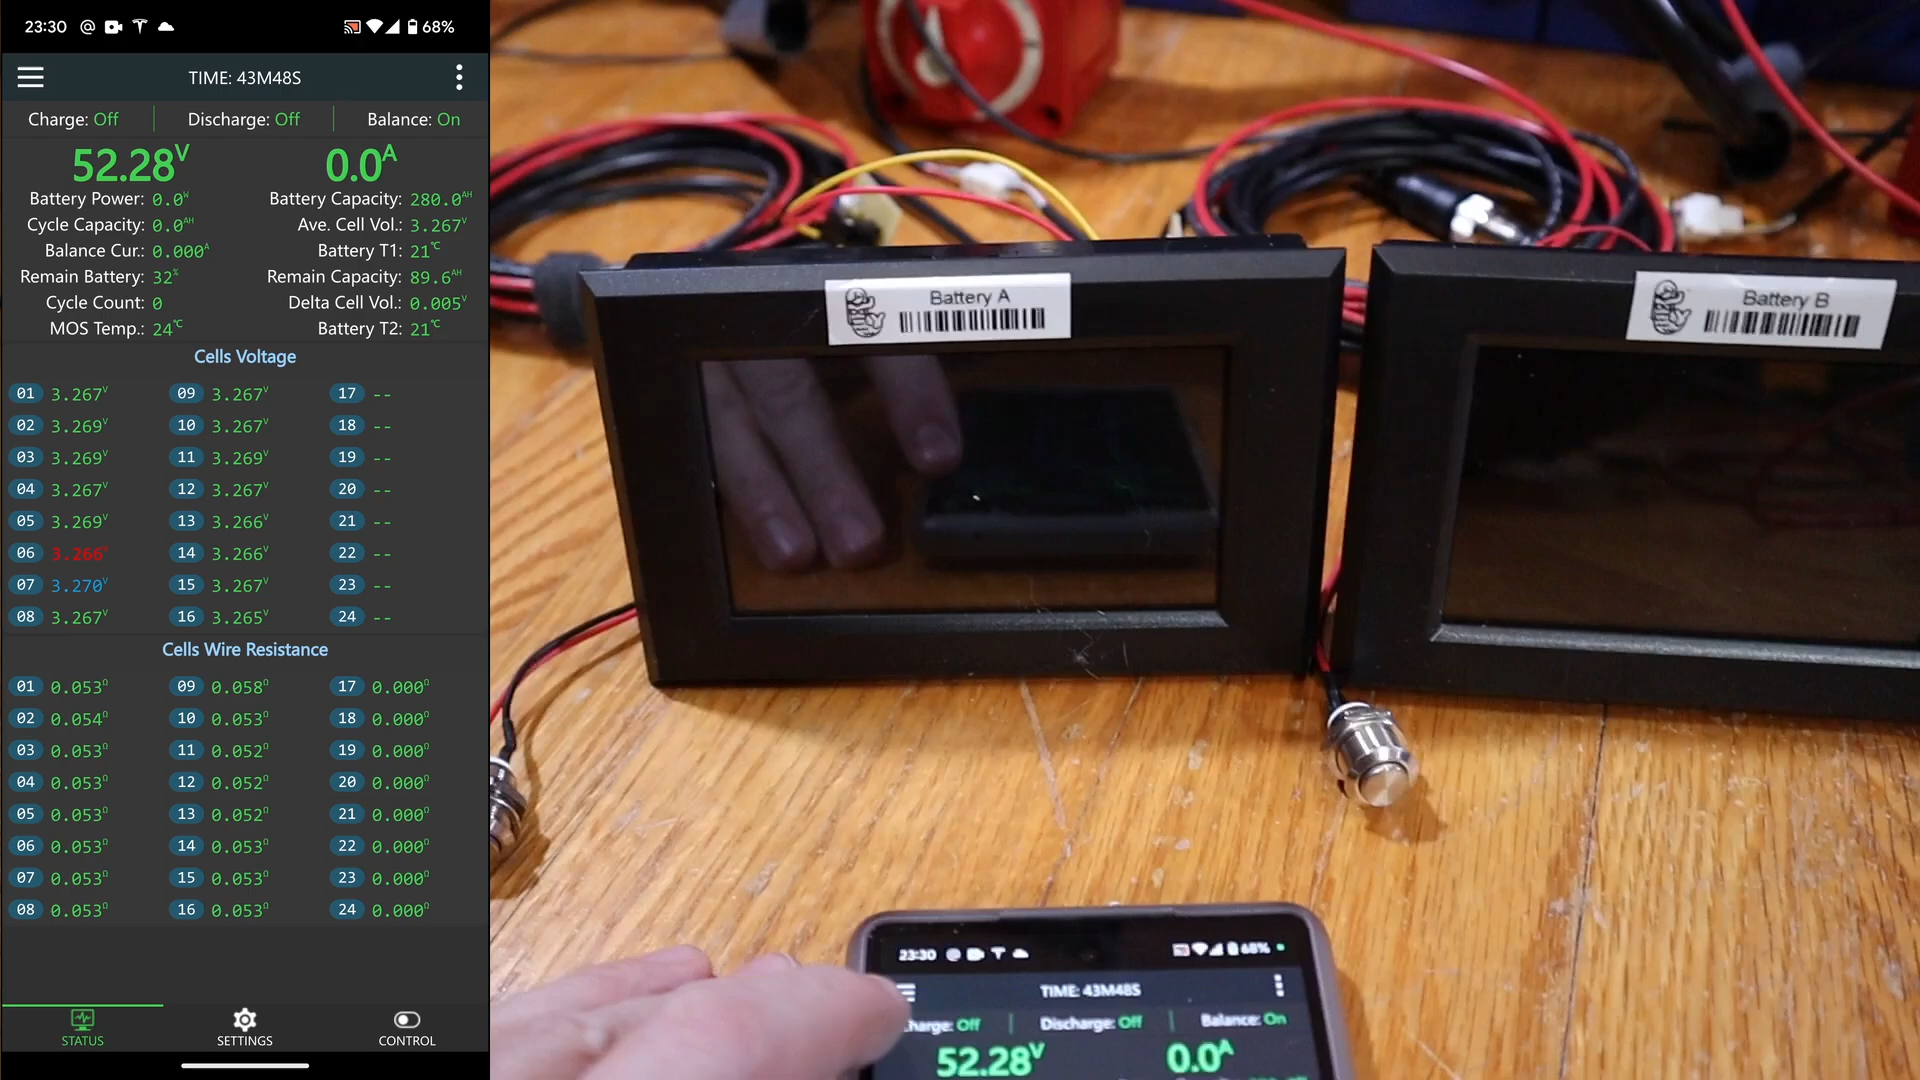 23:30 68%
TIME: 43M48S
Charge: Off Discharge: Off Balance: On
52.28V 0.0A
Battery Power: 0.0W Battery Capacity: 280.0AH
Cycle Capacity: 0.0AH Ave. Cell Vol.: 3.267V
Balance Cur.: 0.000A Battery T1: 21℃
Remain Battery: 32% Remain Capacity: 89.6AH
Cycle Count: 0 Delta Cell Vol.: 0.005V
MOS Temp.: 24℃ Battery T2: 21℃
Cells Voltage
01 3.267V 09 3.267V 17 --
02 3.269V 10 3.267V 18 --
03 3.269V 11 3.269V 19 --
04 3.267V 12 3.267V 20 --
05 3.269V 13 3.266V 21 --
06 3.266V 14 3.266V 22 --
07 3.270V 15 3.267V 23 --
08 3.267V 16 3.265V 24 --
Cells Wire Resistance
01 0.053Ω 09 0.058Ω 17 0.000Ω
02 0.054Ω 10 0.053Ω 18 0.000Ω
03 0.053Ω 11 0.052Ω 19 0.000Ω
04 0.053Ω 12 0.052Ω 20 0.000Ω
05 0.053Ω 13 0.052Ω 21 0.000Ω
06 0.053Ω 14 0.053Ω 22 0.000Ω
07 0.053Ω 15 0.053Ω 23 0.000Ω
08 0.053Ω 16 0.053Ω 24 0.000Ω
STATUS SETTINGS CONTROL
Battery A
Battery B
23:30 68%
TIME: 43M48S
Charge: Off Discharge: Off Balance: On
52.28V 0.0A